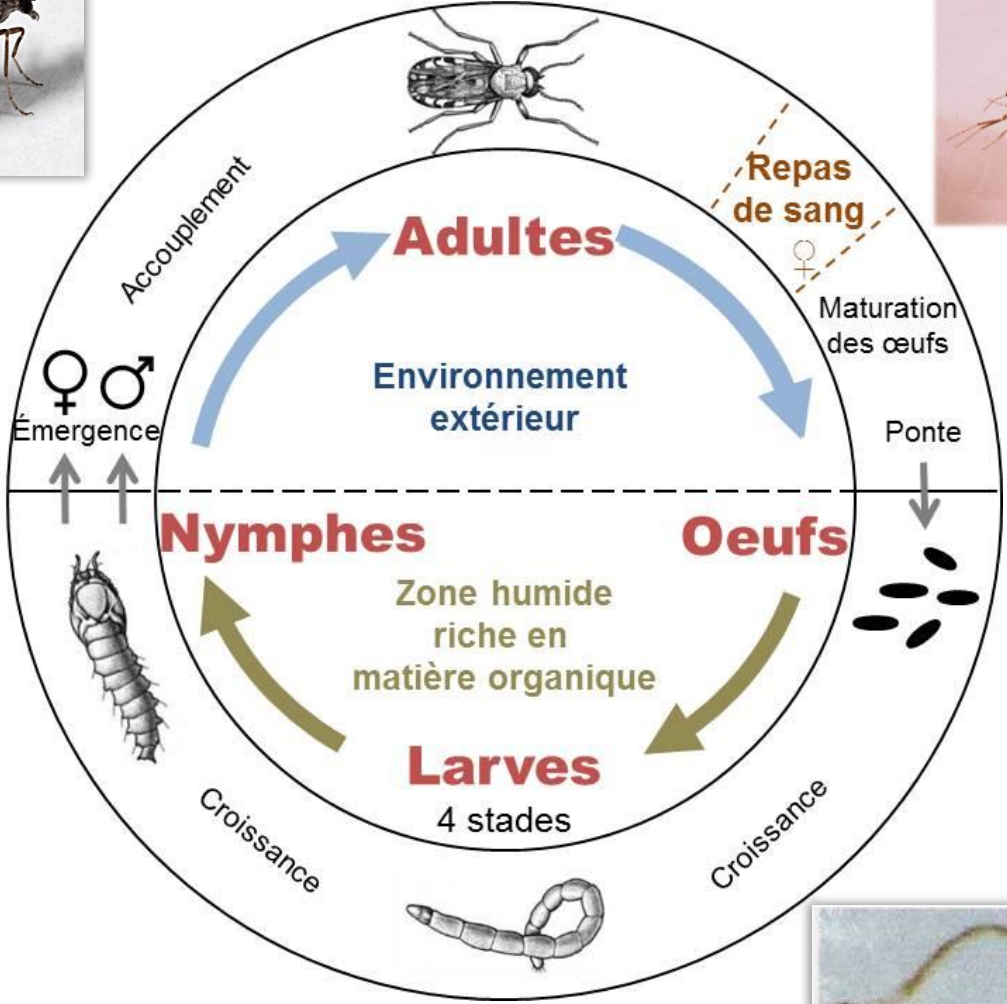 Accouplement
Repas
de sang
♀
Adultes
Maturation
des œufs
Environnement
extérieur
♀ ♂
Émergence
Ponte
Nymphes
Oeufs
Zone humide
riche en
matière organique
Larves
4 stades
Croissance
Croissance